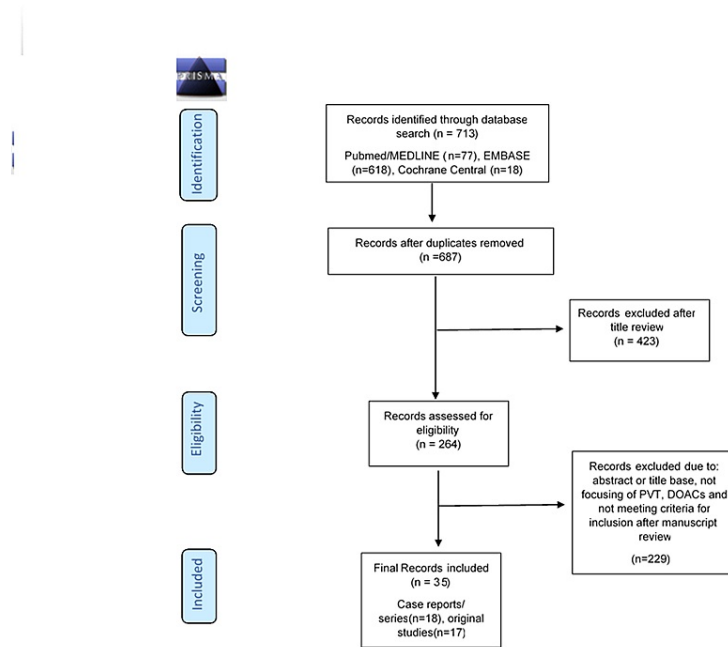 PRISMA
Identification
Records identified through database
search (n = 713)
Pubmed/MEDLINE (n=77), EMBASE
(n=618), Cochrane Central (n=18)
Screening
Records after duplicates removed
(n =687)
Records excluded after
title review
(n = 423)
Eligibility
Records assessed for
eligibility
(n = 264)
Records excluded due to:
abstract or title base, not
focusing of PVT, DOACs and
not meeting criteria for
inclusion after manuscript
review
(n=229)
Included
Final Records included
(n = 35)
Case reports/
series(n=18), original
studies(n=17)